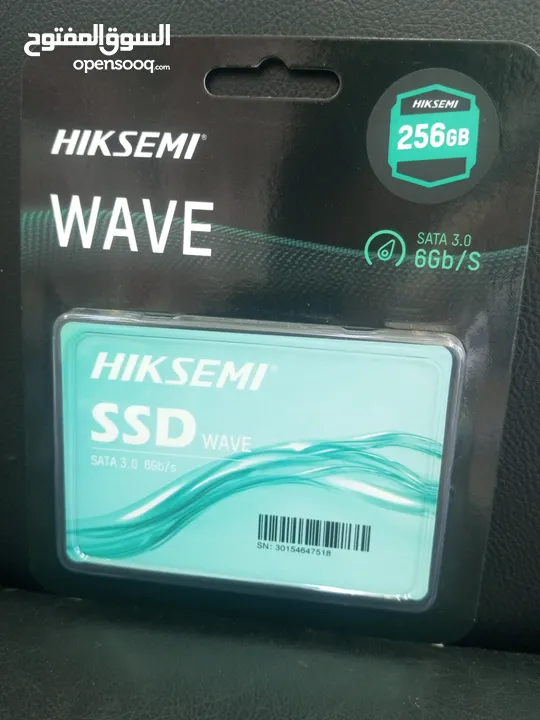 السوق المفتوح
opensooq.com
HIKSEMI®
WAVE
HIKSEMI
256GB
SATA 3.0
6Gb/S
HIKSEMI®
SSD WAVE
SATA 3.0 6Gb/s
SN: 30154647518